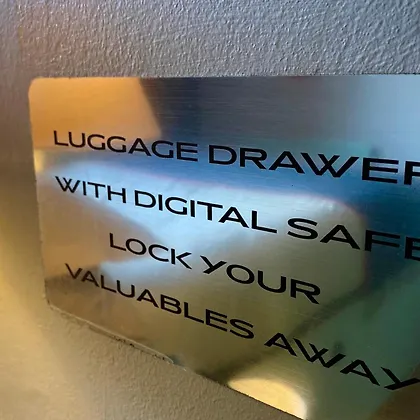 LUGGAGE DRAWER
WITH DIGITAL SAFE
LOCK YOUR
VALUABLES AWAY